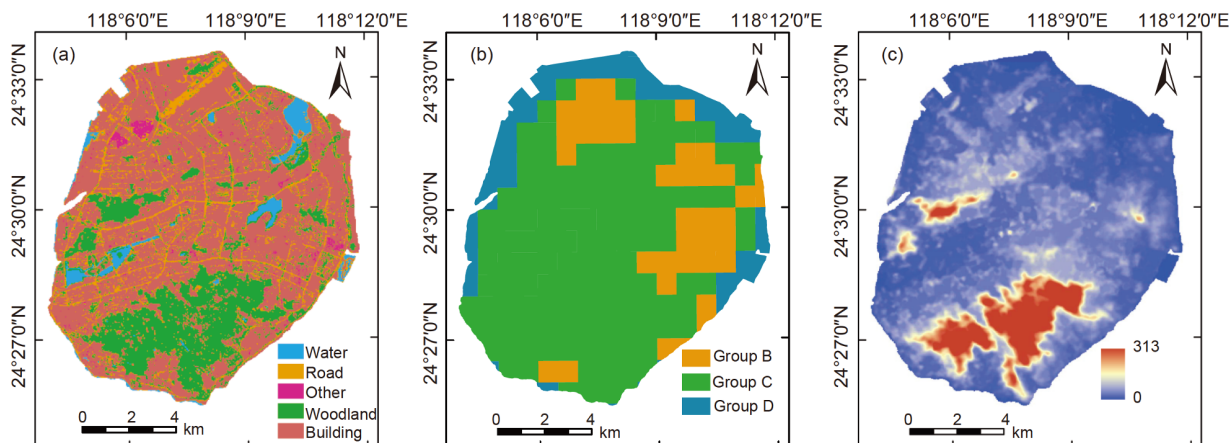 118°6′0″E 118°9′0″E 118°12′0″E
118°6′0″E 118°9′0″E 118°12′0″E
118°6′0″E 118°9′0″E 118°12′0″E
(a)
N
24°33′0″N
24°30′0″N
24°27′0″N
Water
Road
Other
Woodland
Building
0 2 4
km
(b)
N
24°33′0″N
24°30′0″N
24°27′0″N
Group B
Group C
Group D
0 2 4
km
(c)
N
24°33′0″N
24°30′0″N
24°27′0″N
313
0
0 2 4
km